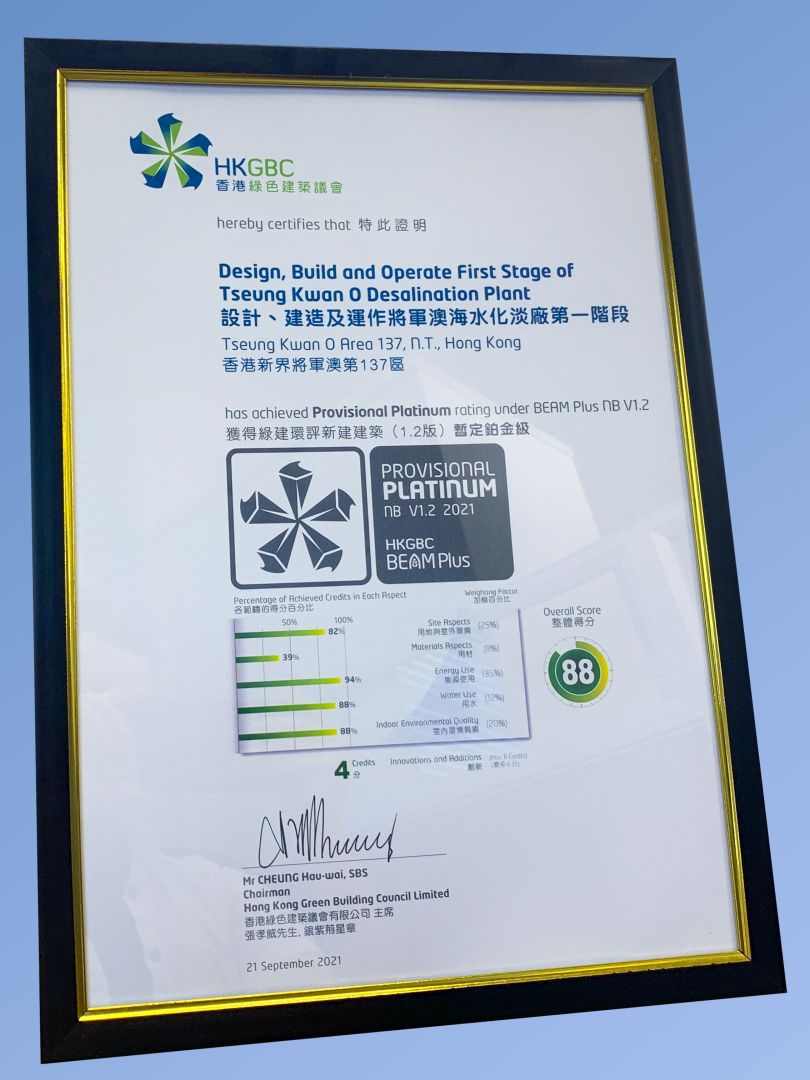 HKGBC
香港綠色建築議會
hereby certifies that 特此證明
Design, Build and Operate First Stage of
Tseung Kwan O Desalination Plant
設計、建造及運作將軍澳海水化淡廠第一階段
Tseung Kwan O Area 137, N.T., Hong Kong
香港新界將軍澳第137區
has achieved Provisional Platinum rating under BEAM Plus NB V1.2
獲得綠建環評新建建築（1.2版）暫定鉑金級
PROVISIONAL
PLATINUM
NB V1.2 2021
HKGBC
BEAM Plus
Percentage of Achieved Credits in Each Aspect
各範疇的得分百分比
Weighting Factor
加權百分比
50% 100%
82%
Site Aspects (25%)
用地與室外環境
39%
Materials Aspects (8%)
用材
94%
Energy Use (35%)
能源使用
88%
Water Use (12%)
用水
88%
Indoor Environmental Quality (20%)
室內環境質素
Overall Score
整體得分
88
4 Credits Innovations and Additions (Max. 6 Credits)
分 創新 (最多6分)
Mr CHEUNG Hau-wai, SBS
Chairman
Hong Kong Green Building Council Limited
香港綠色建築議會有限公司 主席
張孝威先生, 銀紫荊星章
21 September 2021